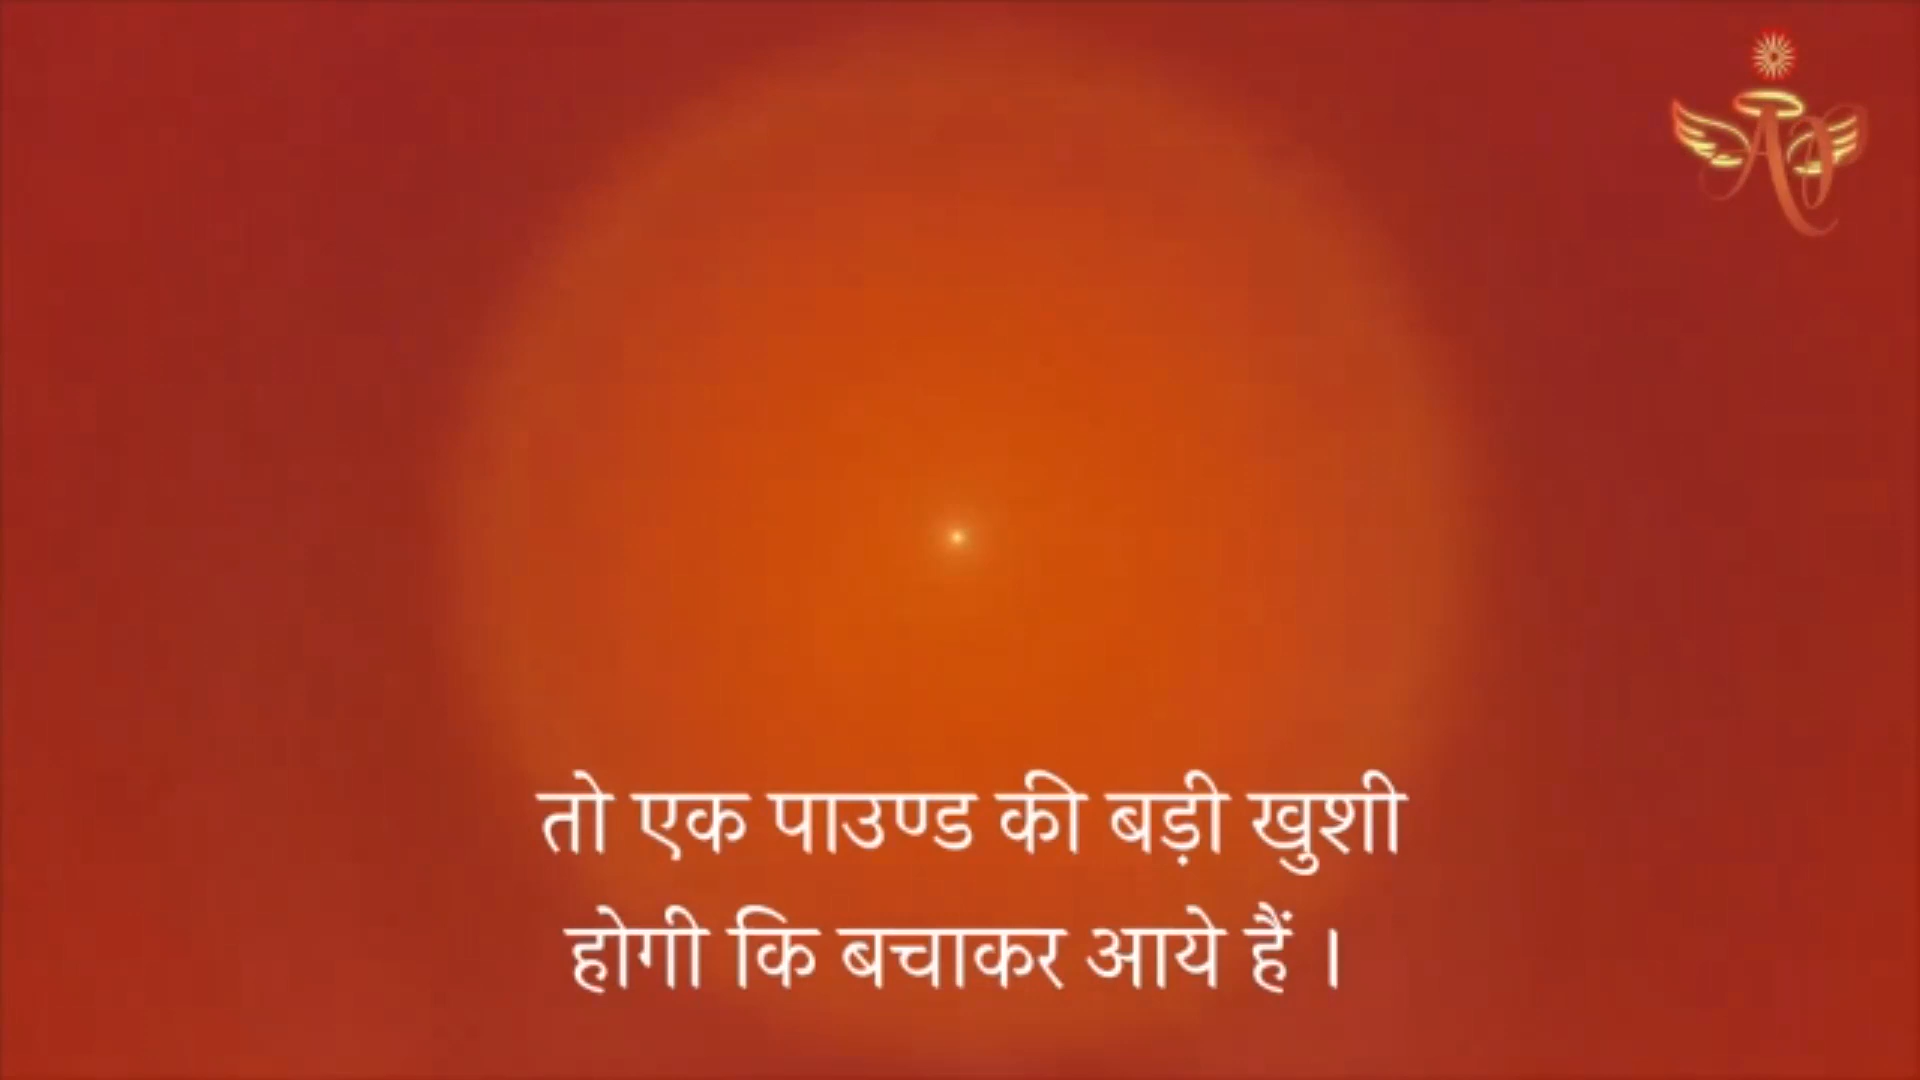 तो एक पाउण्ड की बड़ी खुशी
होगी कि बचाकर आये हैं ।